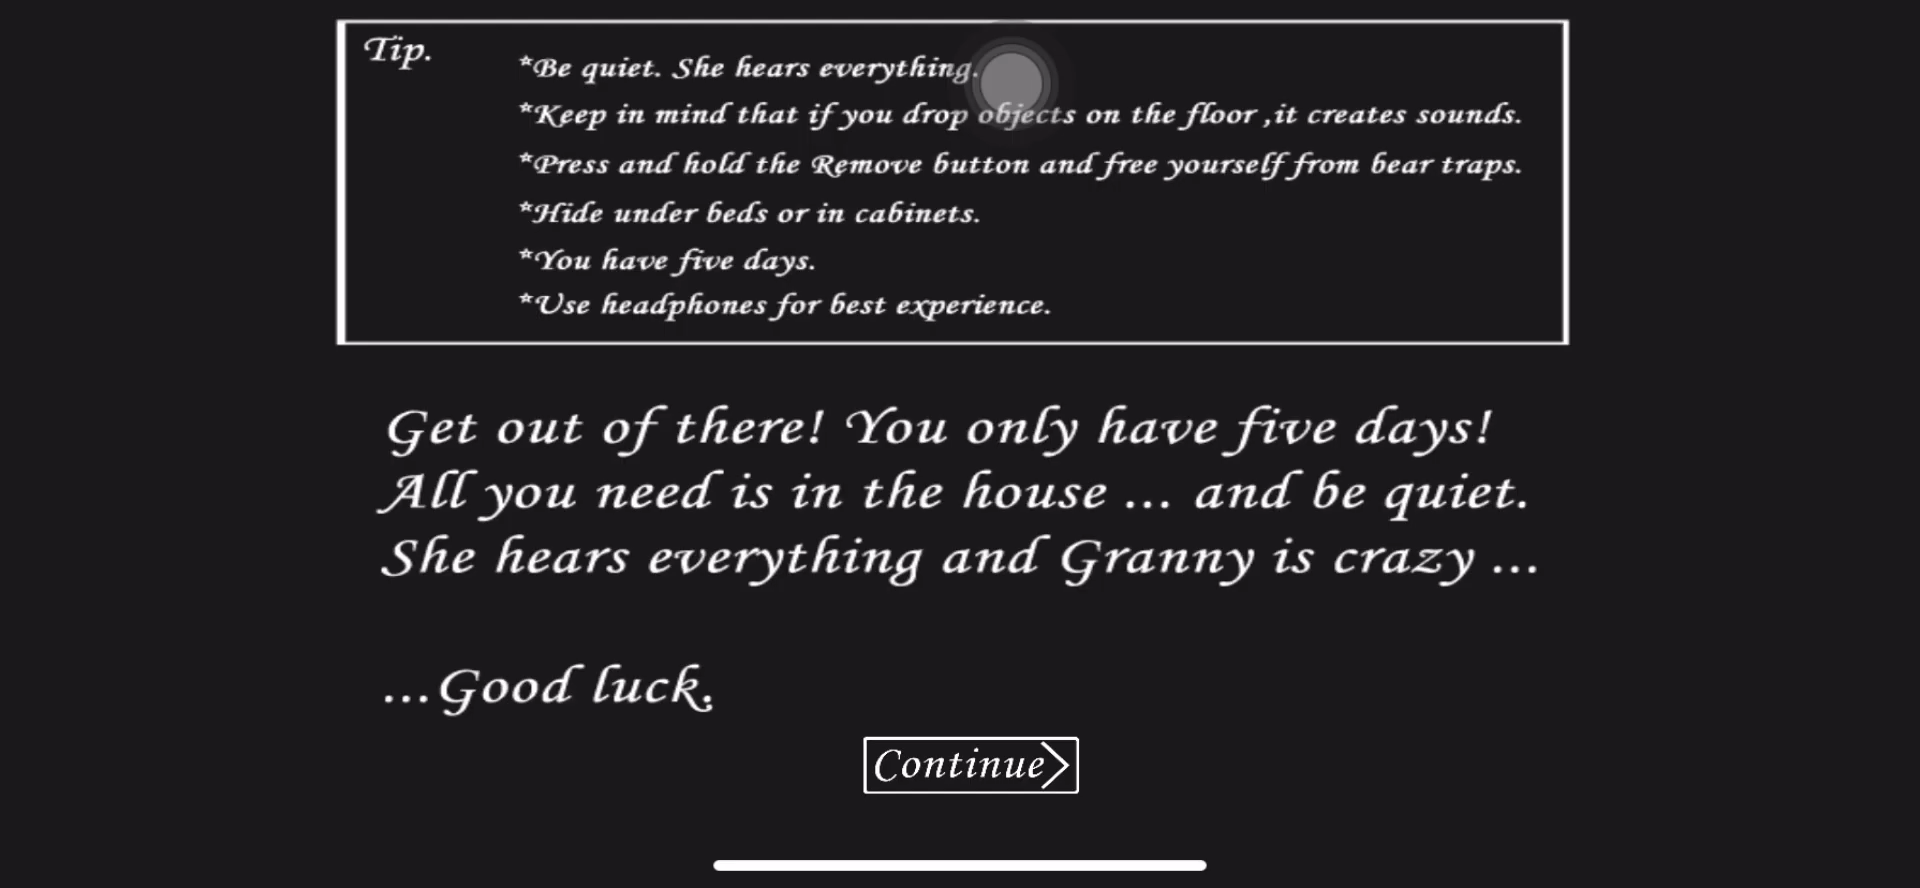 Tip.
*Be quiet. She hears everything.
*Keep in mind that if you drop objects on the floor ,it creates sounds.
*Press and hold the Remove button and free yourself from bear traps.
*Hide under beds or in cabinets.
*You have five days.
*Use headphones for best experience.
Get out of there! You only have five days!
All you need is in the house ... and be quiet.
She hears everything and Granny is crazy ...
...Good luck.
Continue